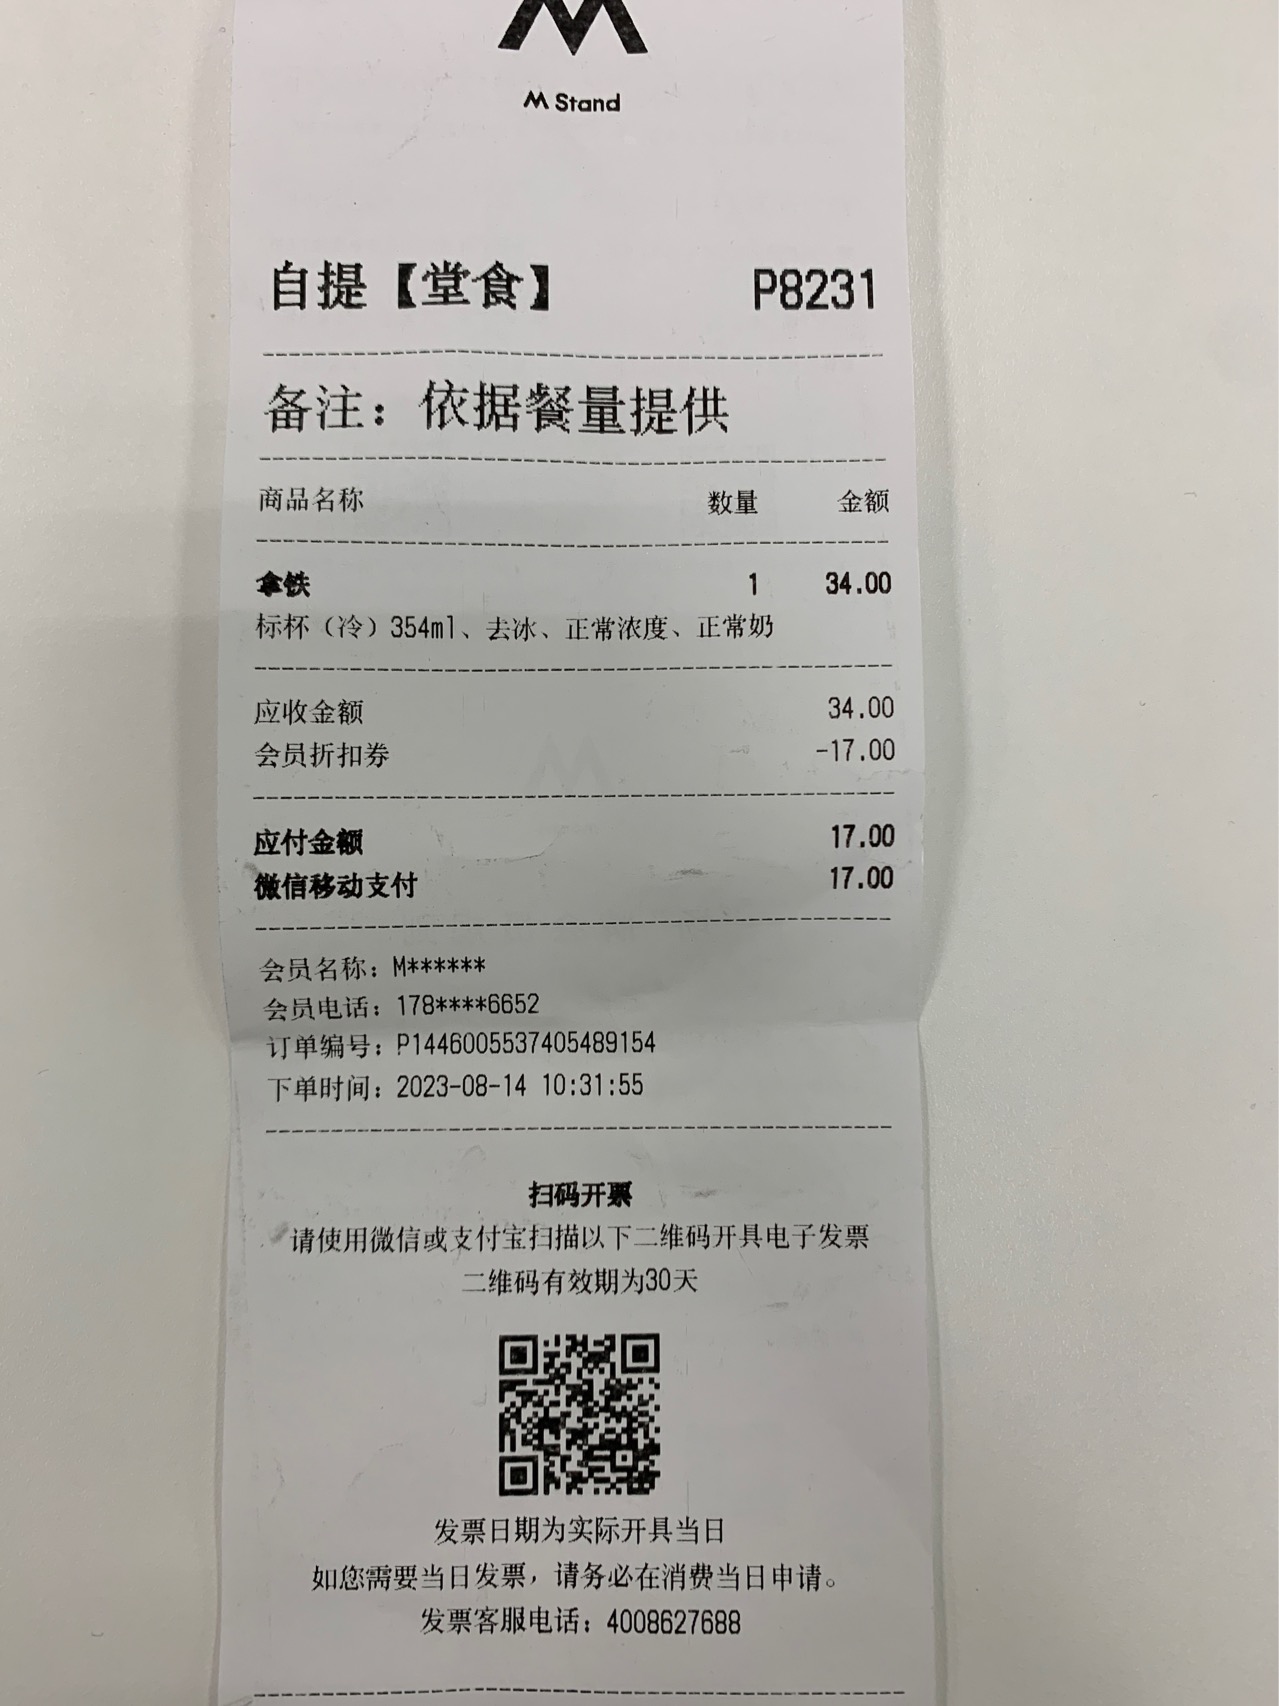 M Stand
自提【堂食】 P8231
备注：依据餐量提供
商品名称 数量 金额
拿铁 1 34.00
标杯（冷）354ml、去冰、正常浓度、正常奶
应收金额 34.00
会员折扣券 -17.00
应付金额 17.00
微信移动支付 17.00
会员名称：M******
会员电话：178****6652
订单编号：P1446005537405489154
下单时间：2023-08-14 10:31:55
扫码开票
请使用微信或支付宝扫描以下二维码开具电子发票
二维码有效期为30天
发票日期为实际开具当日
如您需要当日发票，请务必在消费当日申请。
发票客服电话：4008627688